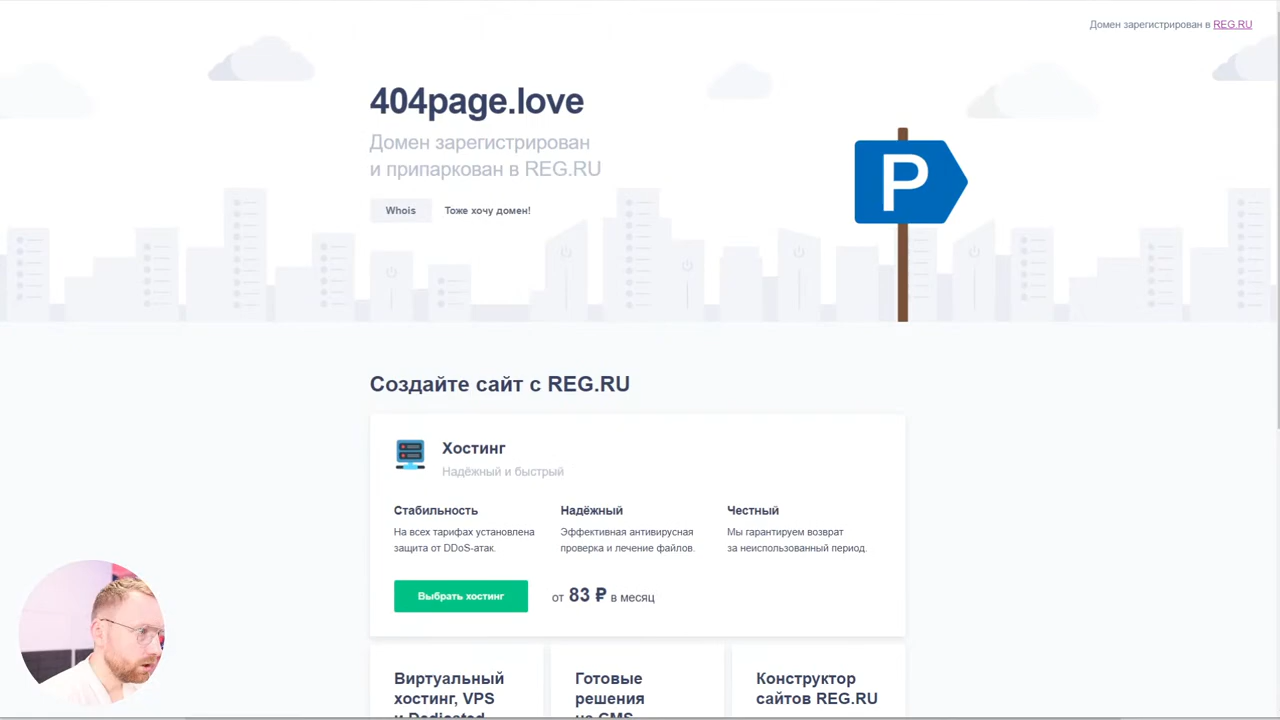 Домен зарегистрирован в REG.RU
404page.love
Домен зарегистрирован
и припаркован в REG.RU
Whois Тоже хочу домен!
P
Создайте сайт с REG.RU
Хостинг
Надёжный и быстрый
Стабильность
На всех тарифах установлена
защита от DDoS-атак.
Надёжный
Эффективная антивирусная
проверка и лечение файлов.
Честный
Мы гарантируем возврат
за неиспользованный период.
Выбрать хостинг
от 83 ₽ в месяц
Виртуальный
хостинг, VPS
и Dedicated
Готовые
решения
на CMS
Конструктор
сайтов REG.RU